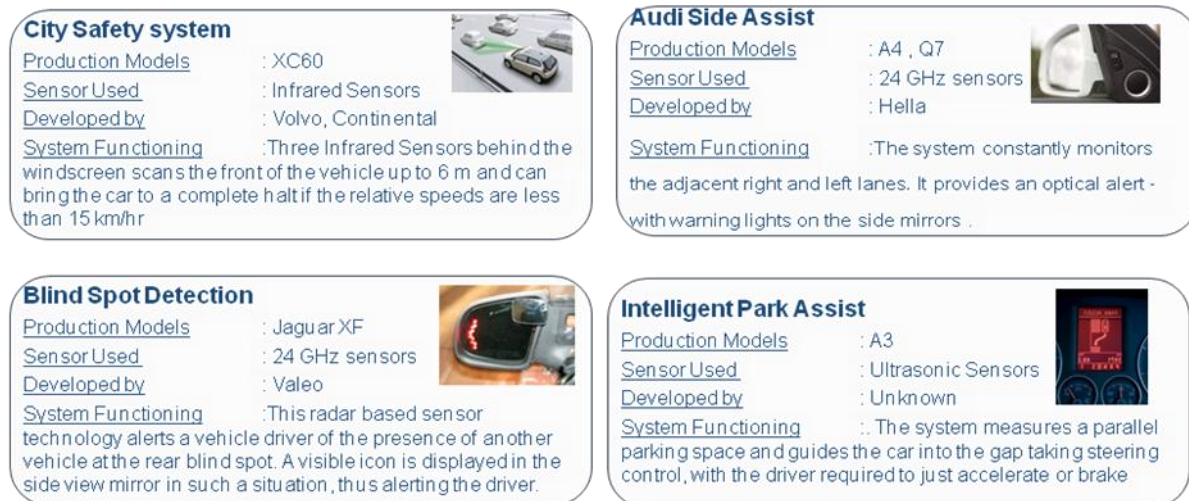 City Safety system
Production Models : XC60
Sensor Used : Infrared Sensors
Developed by : Volvo, Continental
System Functioning :Three Infrared Sensors behind the
windscreen scans the front of the vehicle up to 6 m and can
bring the car to a complete halt if the relative speeds are less
than 15 km/hr
Audi Side Assist
Production Models : A4 , Q7
Sensor Used : 24 GHz sensors
Developed by : Hella
System Functioning :The system constantly monitors
the adjacent right and left lanes. It provides an optical alert -
with warning lights on the side mirrors .
Blind Spot Detection
Production Models : Jaguar XF
Sensor Used : 24 GHz sensors
Developed by : Valeo
System Functioning :This radar based sensor
technology alerts a vehicle driver of the presence of another
vehicle at the rear blind spot. A visible icon is displayed in the
side view mirror in such a situation, thus alerting the driver.
Intelligent Park Assist
Production Models : A3
Sensor Used : Ultrasonic Sensors
Developed by : Unknown
System Functioning :. The system measures a parallel
parking space and guides the car into the gap taking steering
control, with the driver required to just accelerate or brake